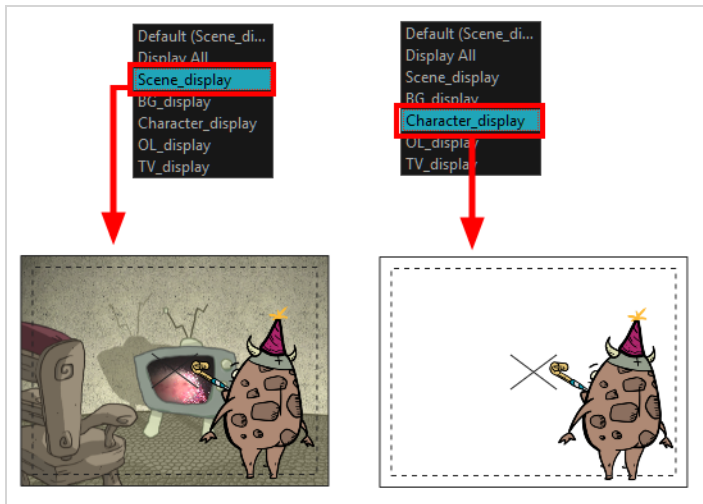 Default (Scene_di...
Display All
Scene_display
BG_display
Character_display
OL_display
TV_display
Default (Scene_di...
Display All
Scene_display
BG_display
Character_display
OL_display
TV_display